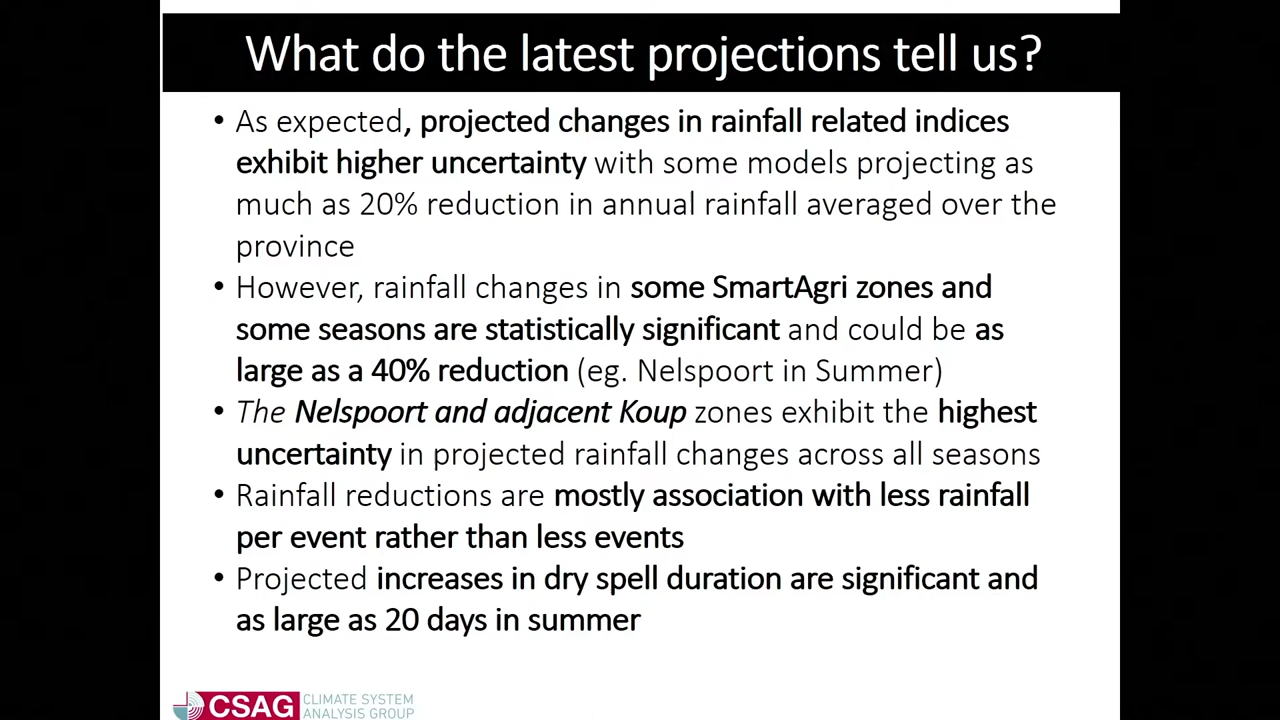 What do the latest projections tell us?
• As expected, projected changes in rainfall related indices
exhibit higher uncertainty with some models projecting as
much as 20% reduction in annual rainfall averaged over the
province
• However, rainfall changes in some SmartAgri zones and
some seasons are statistically significant and could be as
large as a 40% reduction (eg. Nelspoort in Summer)
• The Nelspoort and adjacent Koup zones exhibit the highest
uncertainty in projected rainfall changes across all seasons
• Rainfall reductions are mostly association with less rainfall
per event rather than less events
• Projected increases in dry spell duration are significant and
as large as 20 days in summer
CSAG
CLIMATE SYSTEM
ANALYSIS GROUP